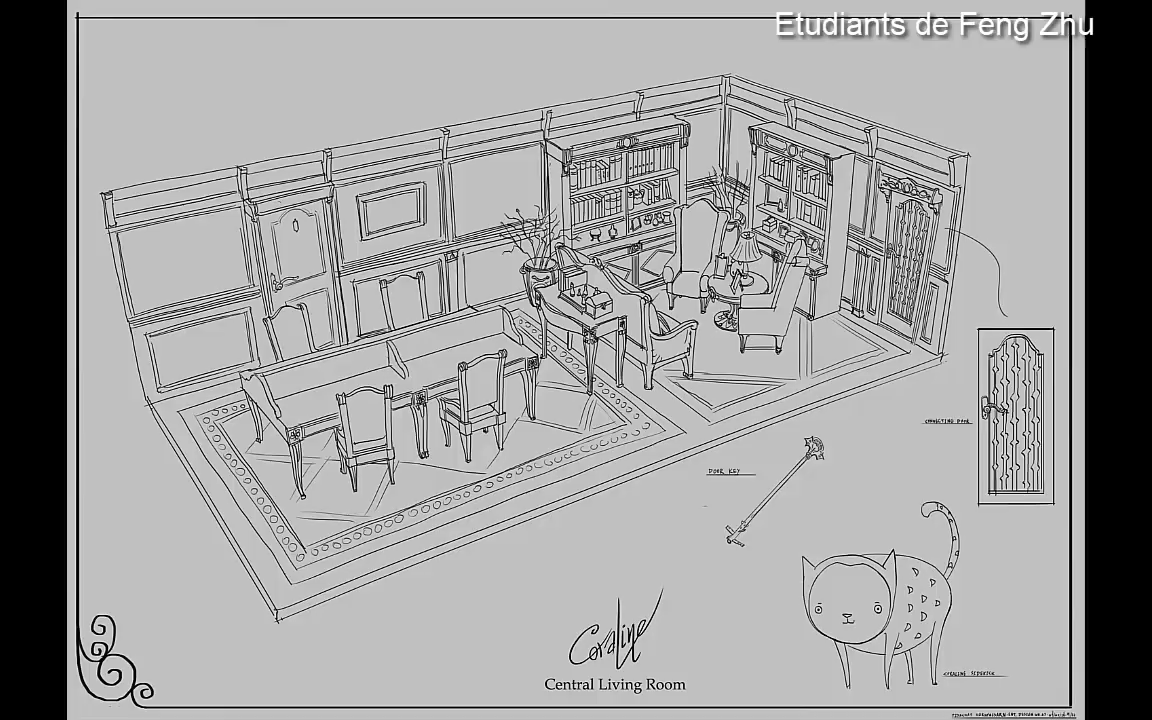 Etudiants de Feng Zhu
CONNECTING DOOR
DOOR KEY
Coraline
Central Living Room